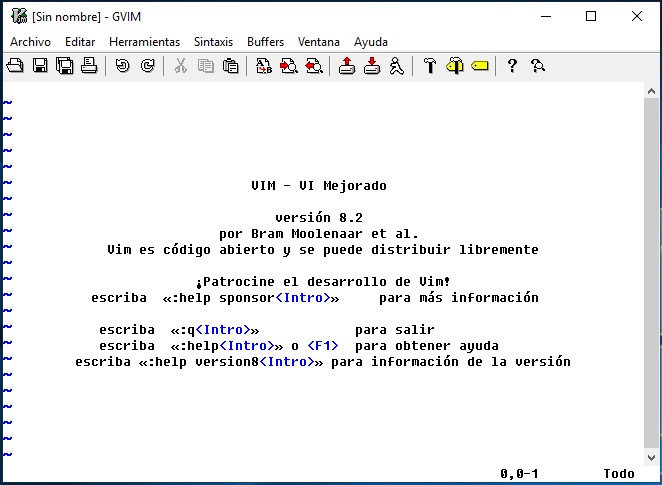 [Sin nombre] - GVIM
Archivo Editar Herramientas Sintaxis Buffers Ventana Ayuda
~
~
~
~
~
VIM - VI Mejorado
~
versión 8.2
~
por Bram Moolenaar et al.
~
Vim es código abierto y se puede distribuir libremente
~
~
¡Patrocine el desarrollo de Vim!
~
escriba «:help sponsor<Intro>» para más información
~
~
escriba «:q<Intro>» para salir
~
escriba «:help<Intro>» o <F1> para obtener ayuda
~
escriba «:help version8<Intro>» para información de la versión
~
~
~
~
~
~
0,0-1 Todo